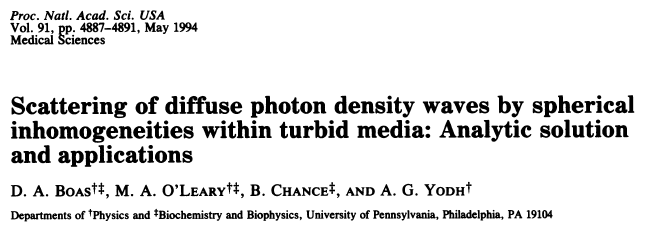 Proc. Natl. Acad. Sci. USA
Vol. 91, pp. 4887–4891, May 1994
Medical Sciences
Scattering of diffuse photon density waves by spherical
inhomogeneities within turbid media: Analytic solution
and applications
D. A. BOAS†‡, M. A. O'LEARY†‡, B. CHANCE‡, AND A. G. YODH†
Departments of †Physics and ‡Biochemistry and Biophysics, University of Pennsylvania, Philadelphia, PA 19104